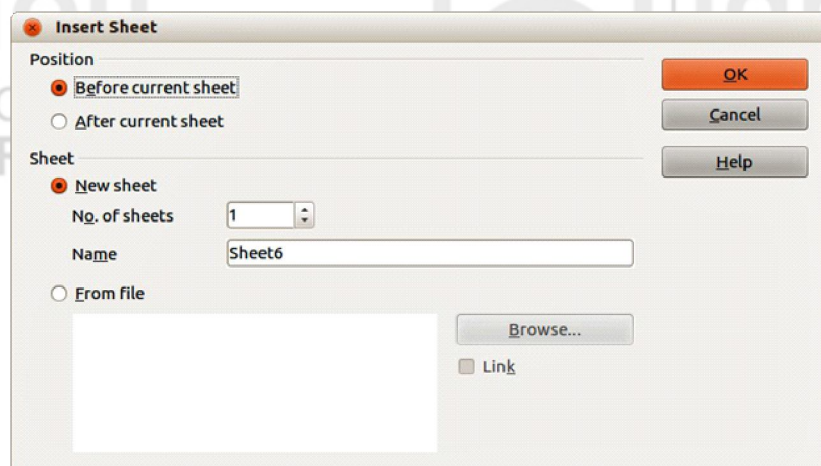 Insert Sheet
Position
Before current sheet
After current sheet
OK
Cancel
Help
Sheet
New sheet
No. of sheets
1
Name
Sheet6
From file
Browse...
Link